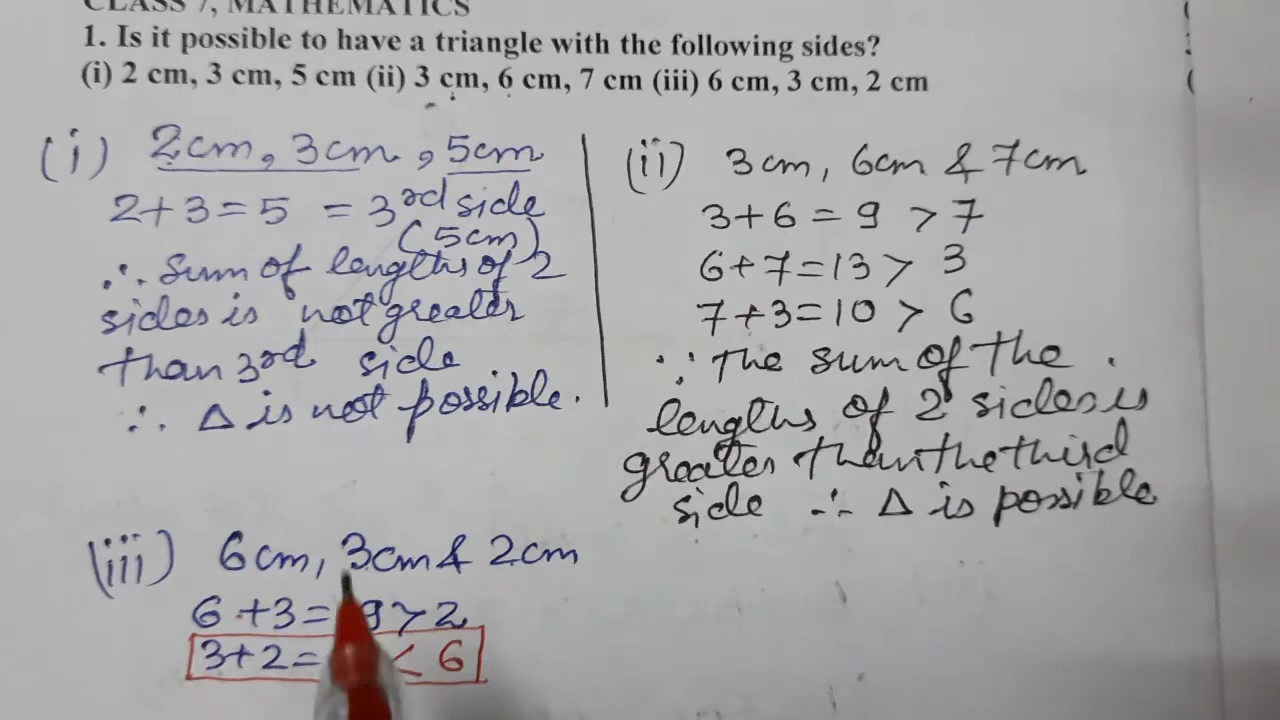 CLASS 7, MATHEMATICS
1. Is it possible to have a triangle with the following sides?
(i) 2 cm, 3 cm, 5 cm (ii) 3 cm, 6 cm, 7 cm (iii) 6 cm, 3 cm, 2 cm
(i) 2cm, 3cm, 5cm
2+3=5 = 3rd side
(5cm)
∴ Sum of lengths of 2
sides is not greater
than 3rd side
∴ Δ is not possible.
(ii) 3cm, 6cm & 7cm
3+6=9 > 7
6+7=13 > 3
7+3=10 > 6
∵ The sum of the
lengths of 2 sides is
greater than the third
side ∴ Δ is possible
(iii) 6cm, 3cm & 2cm
6+3= 9 > 2
3+2= < 6